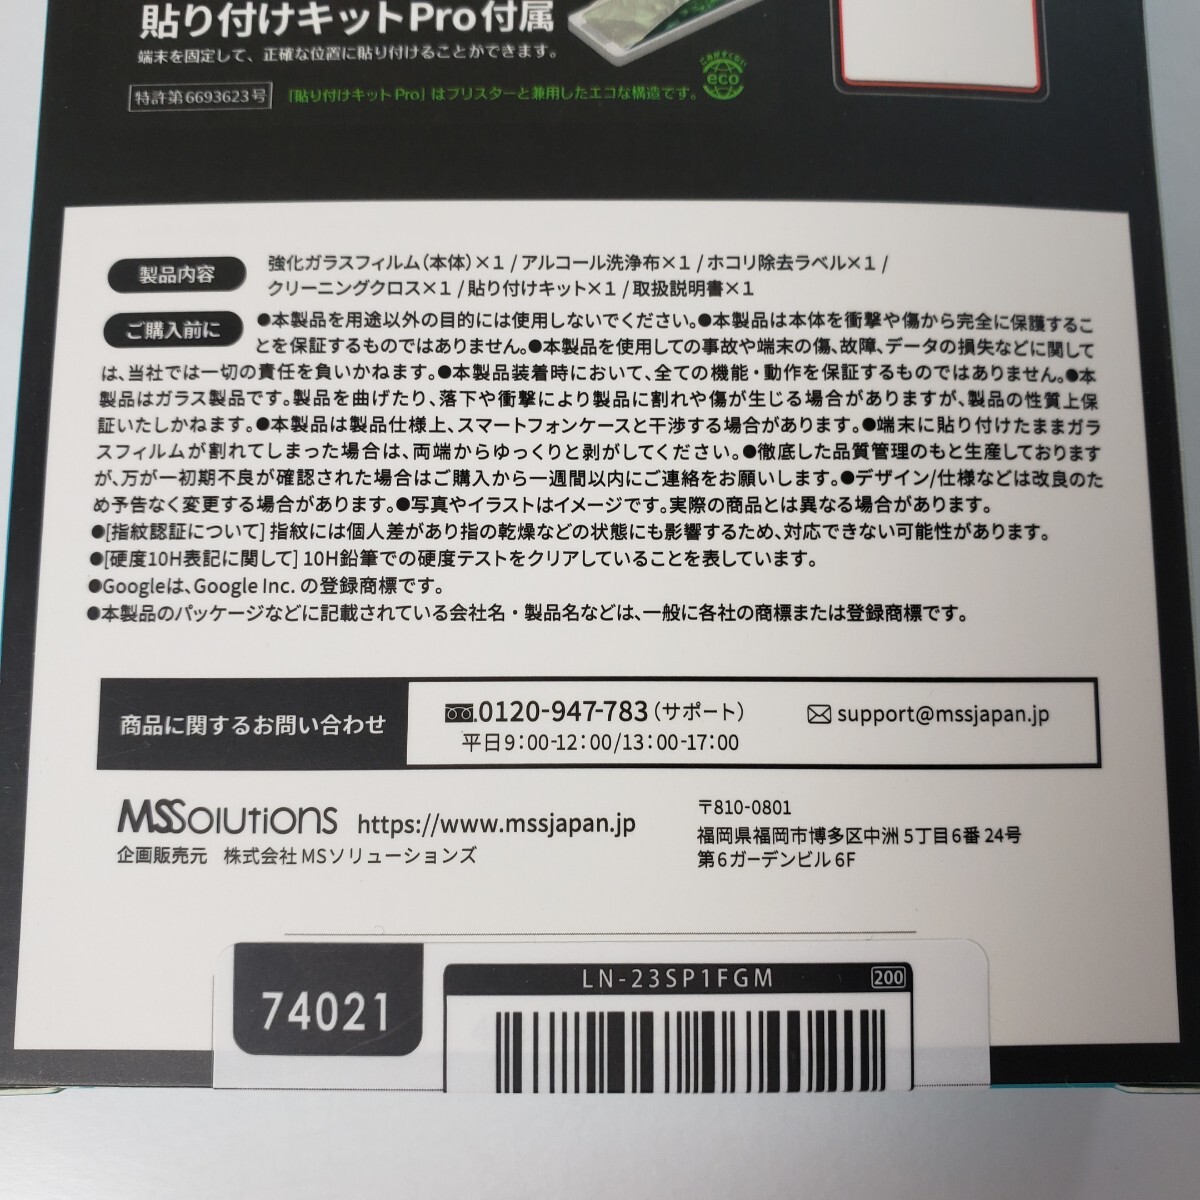 貼り付けキットPro付属
端末を固定して、正確な位置に貼り付けることができます。
特許第6693623号
「貼り付けキットPro」はブリスターと兼用したエコな構造です。
eco
製品内容
強化ガラスフィルム(本体)×1 / アルコール洗浄布×1 / ホコリ除去ラベル×1 /
クリーニングクロス×1 / 貼り付けキット×1 / 取扱説明書×1
ご購入前に
●本製品を用途以外の目的には使用しないでください。●本製品は本体を衝撃や傷から完全に保護するこ
とを保証するものではありません。●本製品を使用しての事故や端末の傷、故障、データの損失などに関して
は、当社では一切の責任を負いかねます。●本製品装着時において、全ての機能・動作を保証するものではありません。●本
製品はガラス製品です。製品を曲げたり、落下や衝撃により製品に割れや傷が生じる場合がありますが、製品の性質上保
証いたしかねます。●本製品は製品仕様上、スマートフォンケースと干渉する場合があります。●端末に貼り付けたままガラ
スフィルムが割れてしまった場合は、両端からゆっくりと剥がしてください。●徹底した品質管理のもと生産しております
が、万が一初期不良が確認された場合はご購入から一週間以内にご連絡をお願いします。●デザイン/仕様などは改良のた
め予告なく変更する場合があります。●写真やイラストはイメージです。実際の商品とは異なる場合があります。
●[指紋認証について] 指紋には個人差があり指の乾燥などの状態にも影響するため、対応できない可能性があります。
●[硬度10H表記に関して] 10H鉛筆での硬度テストをクリアしていることを表しています。
●Googleは、Google Inc. の登録商標です。
●本製品のパッケージなどに記載されている会社名・製品名などは、一般に各社の商標または登録商標です。
商品に関するお問い合わせ
0120-947-783(サポート)
平日9:00-12:00/13:00-17:00
support@mssjapan.jp
MSSolutions https://www.mssjapan.jp
企画販売元 株式会社MSソリューションズ
〒810-0801
福岡県福岡市博多区中洲5丁目6番24号
第6ガーデンビル6F
74021
LN-23SP1FGM
200